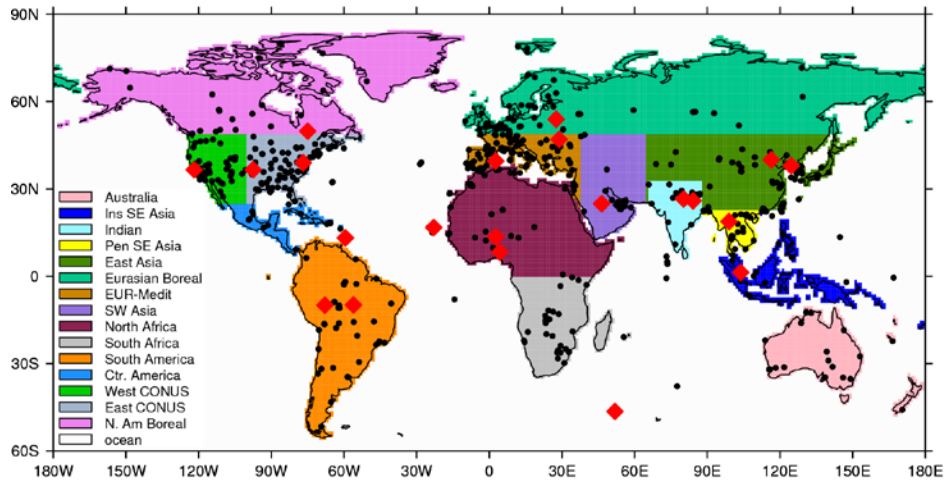 90N
60N
30N
0
30S
60S
Australia
Ins SE Asia
Indian
Pen SE Asia
East Asia
Eurasian Boreal
EUR-Medit
SW Asia
North Africa
South Africa
South America
Ctr. America
West CONUS
East CONUS
N. Am Boreal
ocean
180W 150W 120W 90W 60W 30W 0 30E 60E 90E 120E 150E 180E